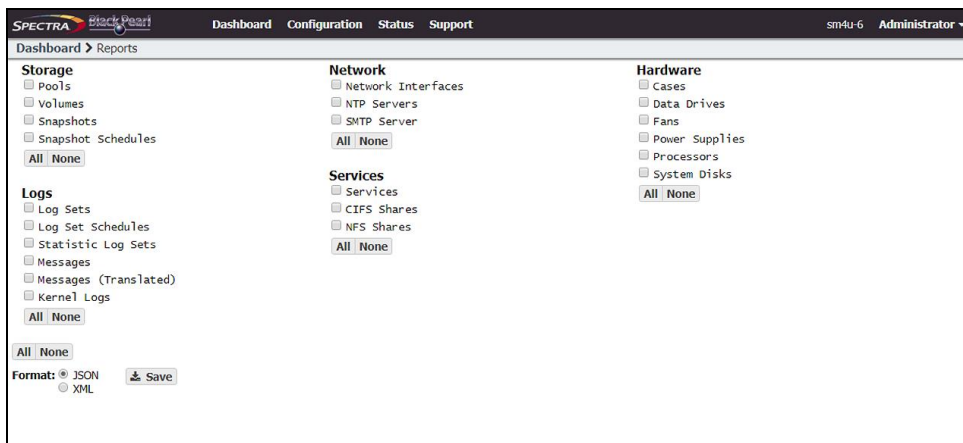 SPECTRA BlackPearl Dashboard Configuration Status Support sm4u-6 Administrator
Dashboard > Reports
Storage
Pools
Volumes
Snapshots
Snapshot Schedules
All None
Logs
Log Sets
Log Set Schedules
Statistic Log Sets
Messages
Messages (Translated)
Kernel Logs
All None
Network
Network Interfaces
NTP Servers
SMTP Server
All None
Services
Services
CIFS Shares
NFS Shares
All None
Hardware
Cases
Data Drives
Fans
Power Supplies
Processors
System Disks
All None
All None
Format: JSON Save
XML